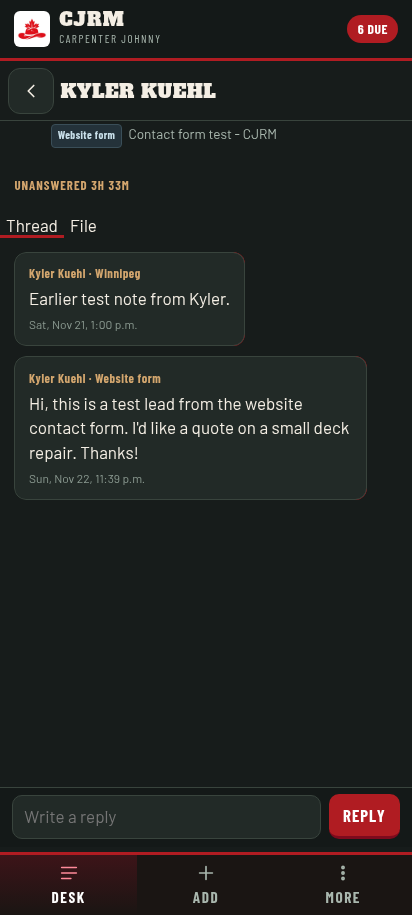 CJRM
CARPENTER JOHNNY
6 DUE
KYLER KUEHL
Website form Contact form test - CJRM
UNANSWERED 3H 33M
Thread File
Kyler Kuehl · Winnipeg
Earlier test note from Kyler.
Sat, Nov 21, 1:00 p.m.
Kyler Kuehl · Website form
Hi, this is a test lead from the website
contact form. I'd like a quote on a small deck
repair. Thanks!
Sun, Nov 22, 11:39 p.m.
Write a reply
REPLY
DESK
ADD
MORE